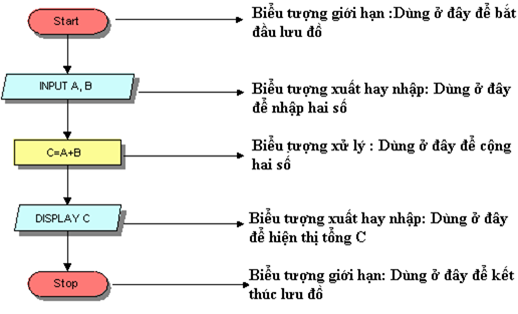 Start
Biểu tượng giới hạn :Dùng ở đây để bắt
đầu lưu đồ
INPUT A, B
Biểu tượng xuất hay nhập: Dùng ở đây
để nhập hai số
C=A+B
Biểu tượng xử lý : Dùng ở đây để cộng
hai số
DISPLAY C
Biểu tượng xuất hay nhập: Dùng ở đây
để hiện thị tổng C
Stop
Biểu tượng giới hạn: Dùng ở đây để kết
thúc lưu đồ